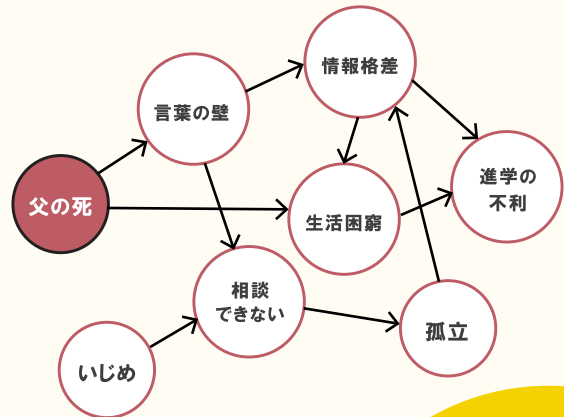 情報格差
言葉の壁
進学の
不利
父の死
生活困窮
相談
できない
孤立
いじめ